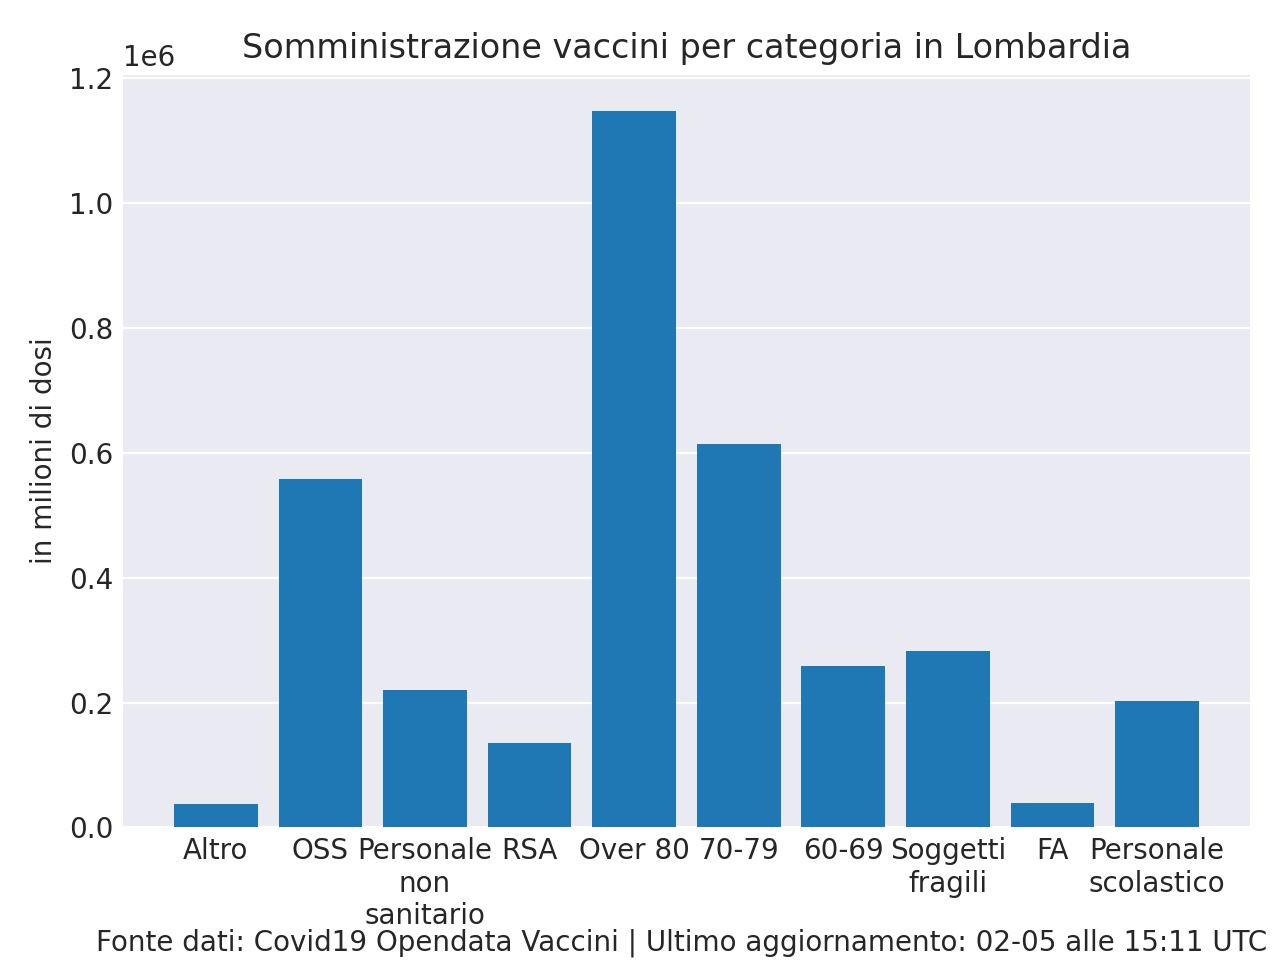 Somministrazione vaccini per categoria in Lombardia
1e6
1.2
1.0
0.8
0.6
0.4
0.2
0.0
in milioni di dosi
Altro OSS Personale RSA Over 80 70-79 60-69 Soggetti FA Personale
non fragili scolastico
sanitario
Fonte dati: Covid19 Opendata Vaccini | Ultimo aggiornamento: 02-05 alle 15:11 UTC